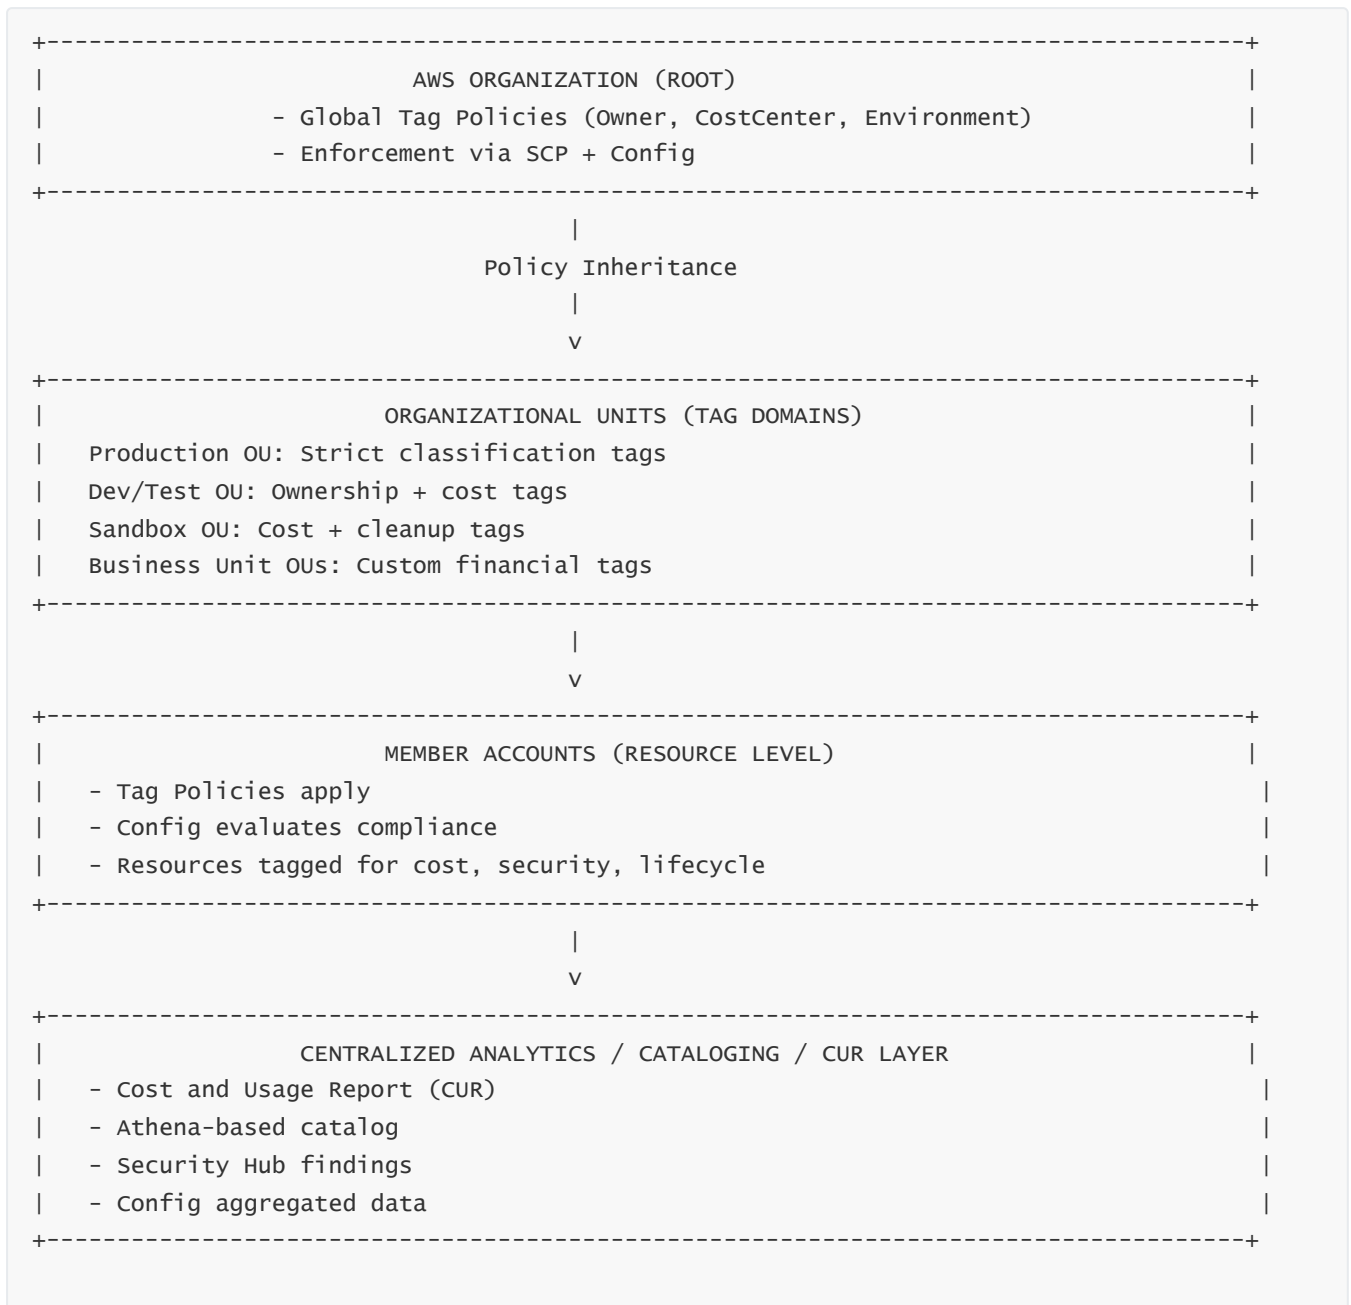 +-------------------------------------------------------------------------------------+
|                          AWS ORGANIZATION (ROOT)                                    |
|                - Global Tag Policies (Owner, CostCenter, Environment)               |
|                - Enforcement via SCP + Config                                       |
+-------------------------------------------------------------------------------------+
                                      |
                               Policy Inheritance
                                      |
                                      v
+-------------------------------------------------------------------------------------+
|                        ORGANIZATIONAL UNITS (TAG DOMAINS)                           |
|   Production OU: Strict classification tags                                         |
|   Dev/Test OU: Ownership + cost tags                                                |
|   Sandbox OU: Cost + cleanup tags                                                   |
|   Business Unit OUs: Custom financial tags                                          |
+-------------------------------------------------------------------------------------+
                                      |
                                      v
+-------------------------------------------------------------------------------------+
|                        MEMBER ACCOUNTS (RESOURCE LEVEL)                             |
|   - Tag Policies apply                                                               |
|   - Config evaluates compliance                                                      |
|   - Resources tagged for cost, security, lifecycle                                   |
+-------------------------------------------------------------------------------------+
                                      |
                                      v
+-------------------------------------------------------------------------------------+
|                  CENTRALIZED ANALYTICS / CATALOGING / CUR LAYER                     |
|   - Cost and Usage Report (CUR)                                                      |
|   - Athena-based catalog                                                             |
|   - Security Hub findings                                                            |
|   - Config aggregated data                                                           |
+-------------------------------------------------------------------------------------+